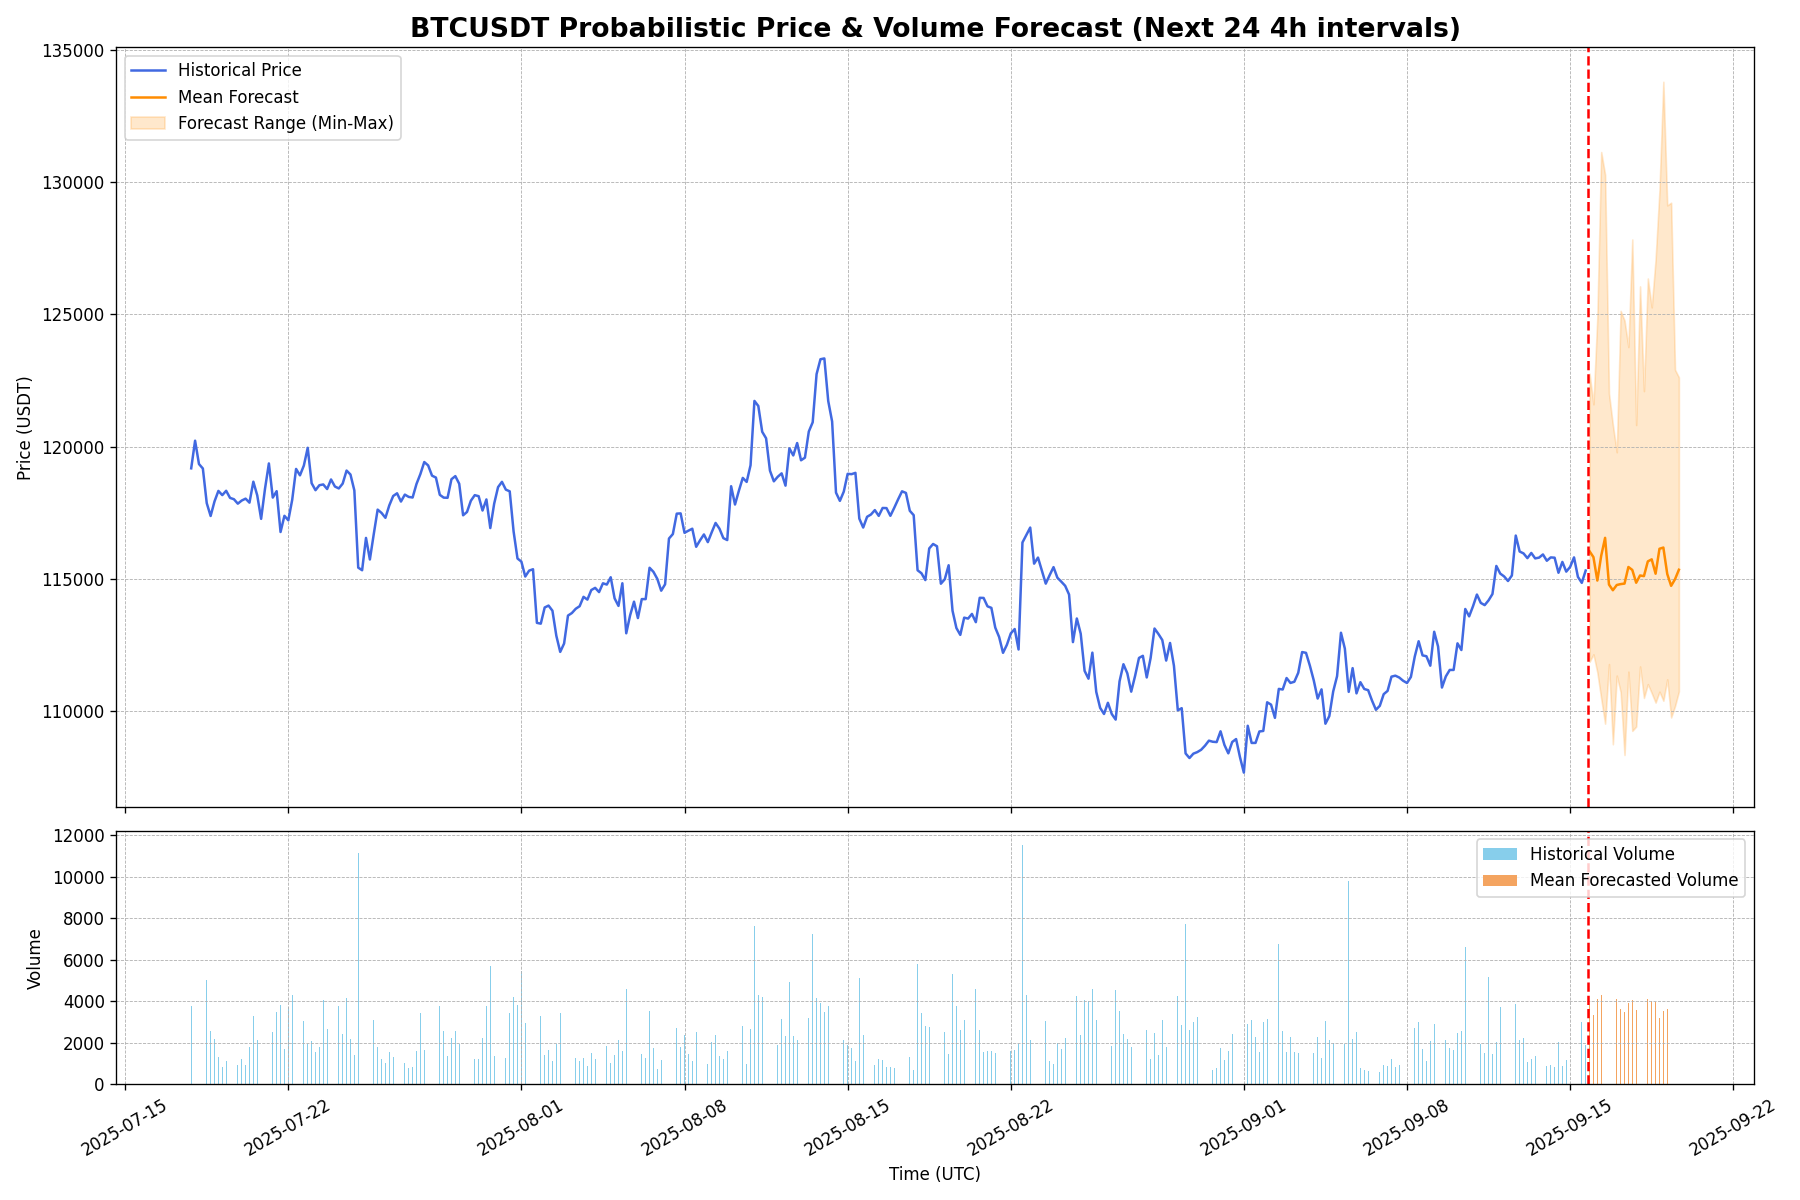 BTCUSDT Probabilistic Price & Volume Forecast (Next 24 4h intervals)
Historical Price
Mean Forecast
Forecast Range (Min-Max)
Price (USDT)
135000
130000
125000
120000
115000
110000
Historical Volume
Mean Forecasted Volume
Volume
12000
10000
8000
6000
4000
2000
0
2025-07-15
2025-07-22
2025-08-01
2025-08-08
2025-08-15
2025-08-22
2025-09-01
2025-09-08
2025-09-15
2025-09-22
Time (UTC)